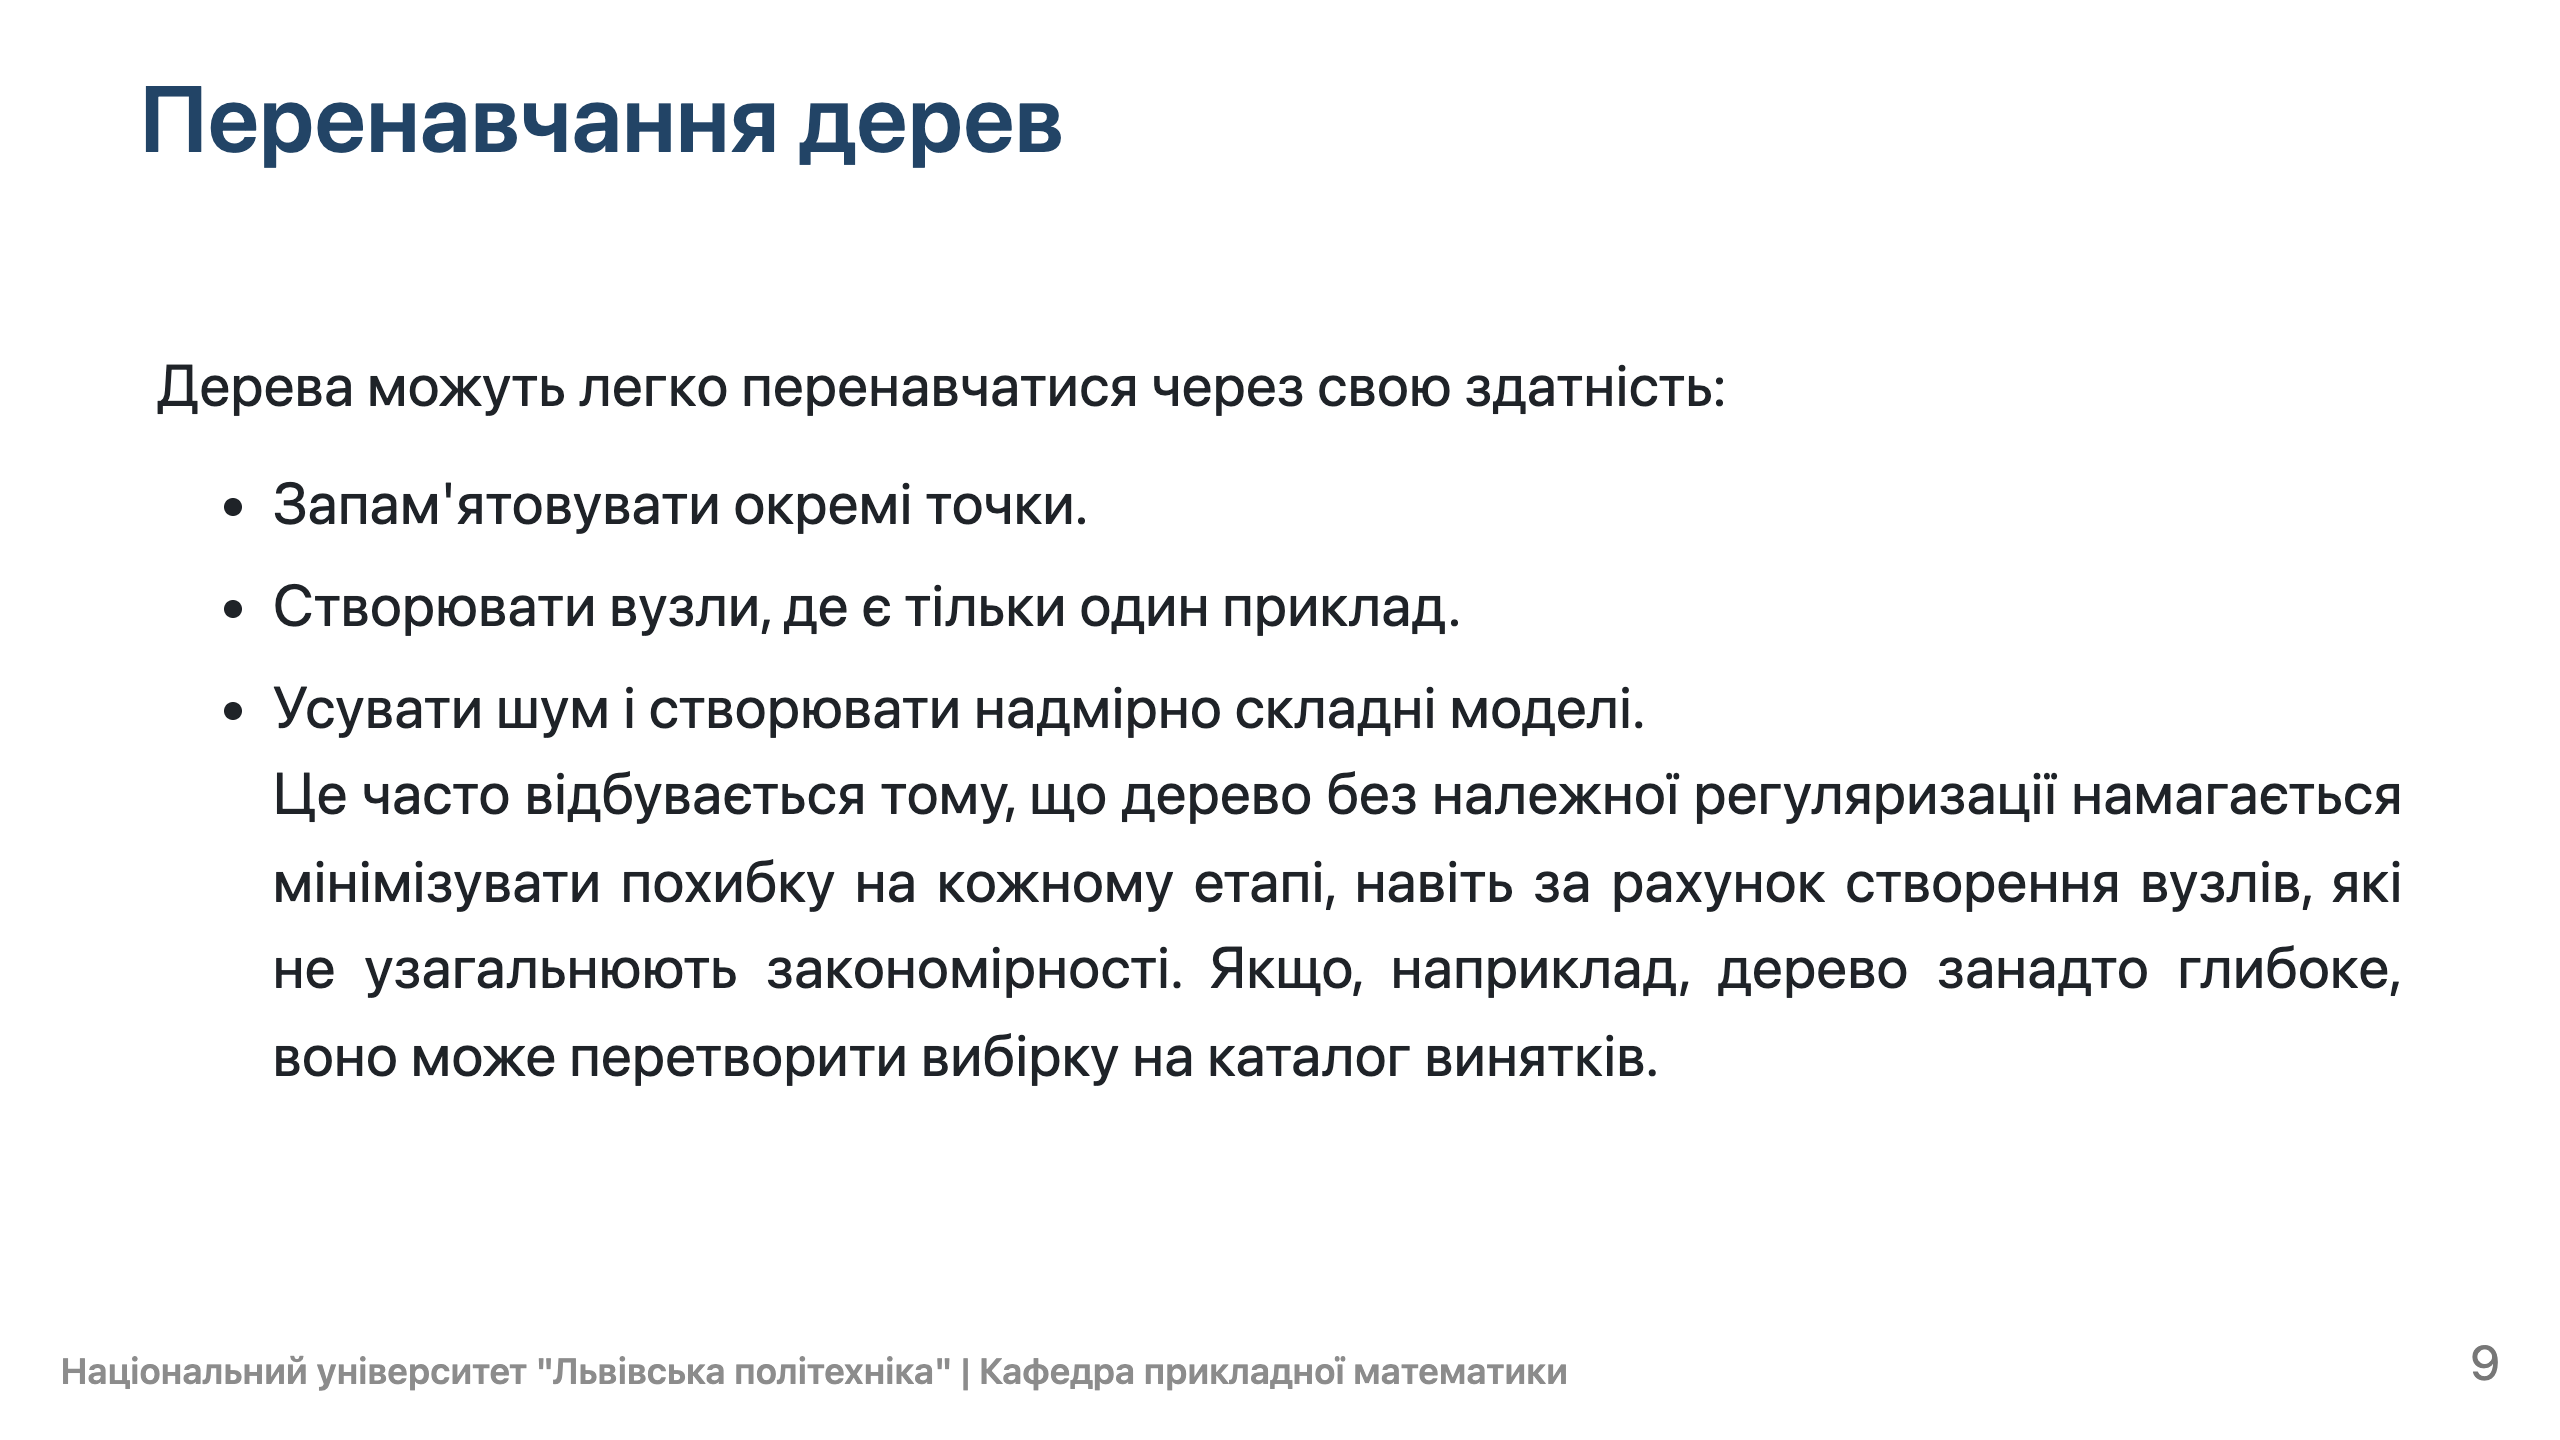 Перенавчання дерев
Дерева можуть легко перенавчатися через свою здатність:
• Запам'ятовувати окремі точки.
• Створювати вузли, де є тільки один приклад.
• Усувати шум і створювати надмірно складні моделі.
Це часто відбувається тому, що дерево без належної регуляризації намагається
мінімізувати похибку на кожному етапі, навіть за рахунок створення вузлів, які
не узагальнюють закономірності. Якщо, наприклад, дерево занадто глибоке,
воно може перетворити вибірку на каталог винятків.
Національний університет "Львівська політехніка" | Кафедра прикладної математики
9